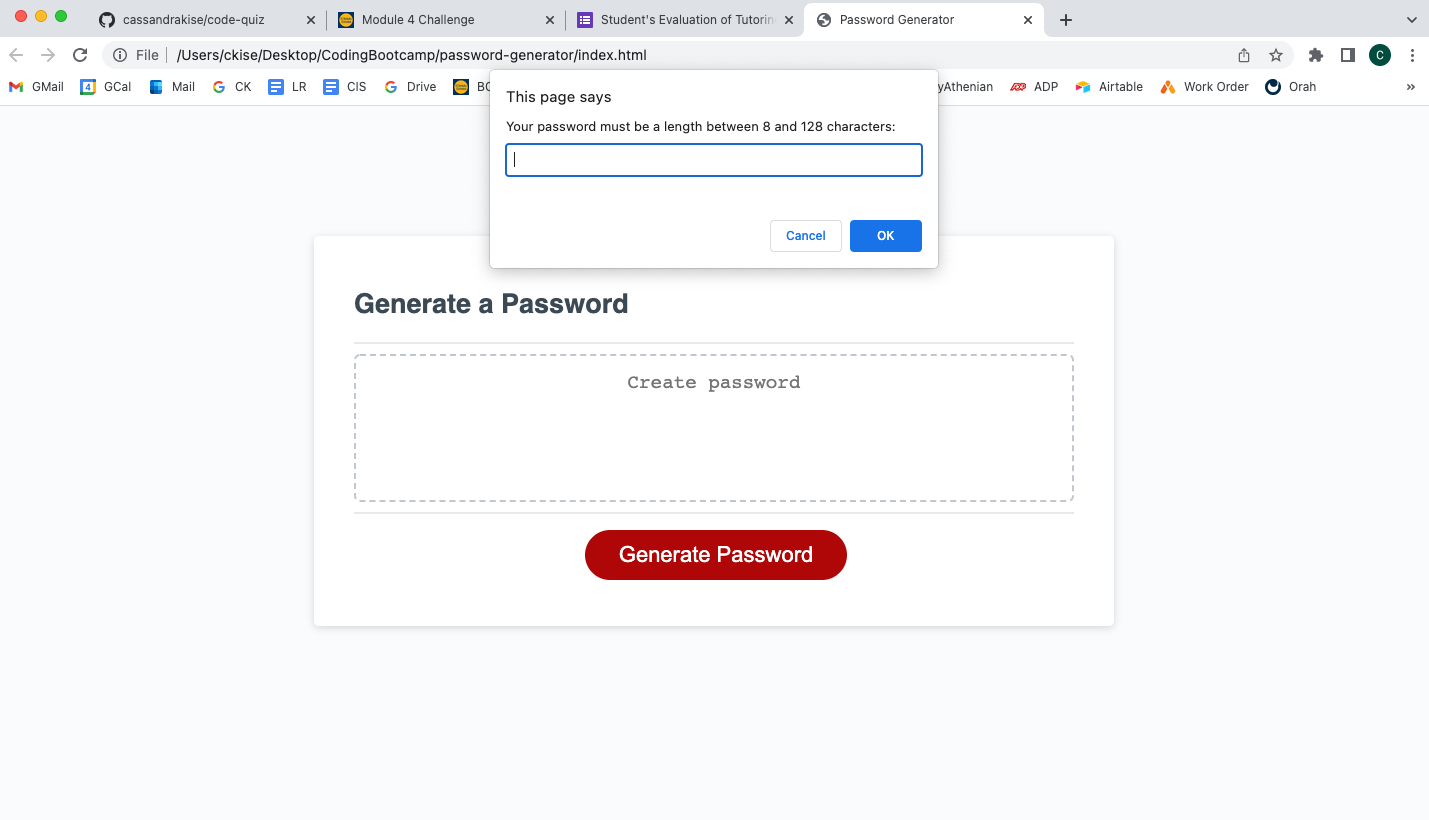 cassandrakise/code-quiz
Module 4 Challenge
Student's Evaluation of Tutorin
Password Generator
File
/Users/ckise/Desktop/CodingBootcamp/password-generator/index.html
C
GMail
4
GCal
Mail
CK
LR
CIS
Drive
yAthenian
ADP
Airtable
Work Order
Orah
This page says
Your password must be a length between 8 and 128 characters:
Cancel
OK
Generate a Password
Create password
Generate Password